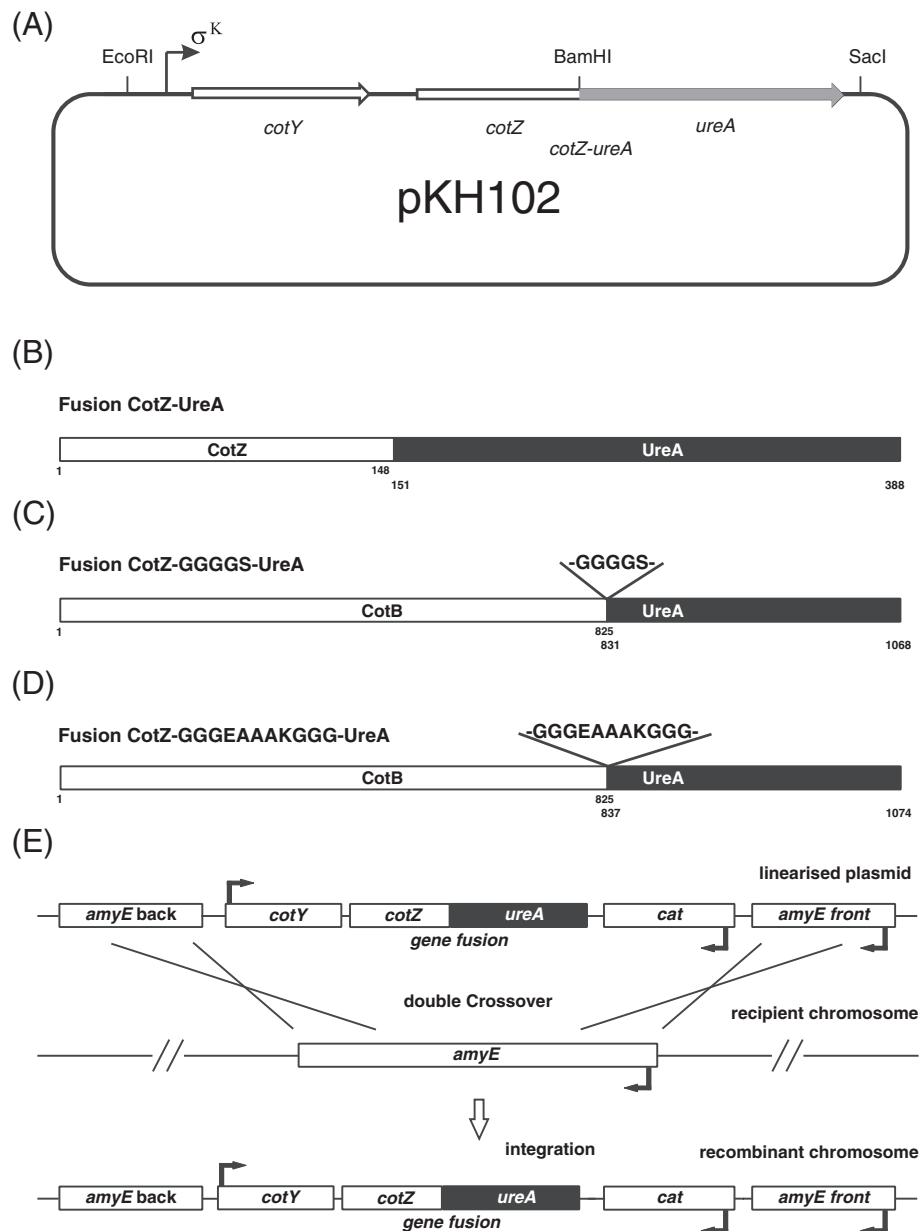 (A)
σK
EcoRI BamHI SacI
cotY cotZ ureA
cotZ-ureA
pKH102
(B)
Fusion CotZ-UreA
CotZ UreA
1 148
151 388
(C)
Fusion CotZ-GGGGS-UreA -GGGGS-
CotB UreA
1 825
831 1068
(D)
Fusion CotZ-GGGEAAAKGGG-UreA -GGGEAAAKGGG-
CotB UreA
1 825
837 1074
(E)
linearised plasmid
amyE back cotY cotZ ureA cat amyE front
gene fusion
double Crossover
recipient chromosome
amyE
integration recombinant chromosome
amyE back cotY cotZ ureA cat amyE front
gene fusion